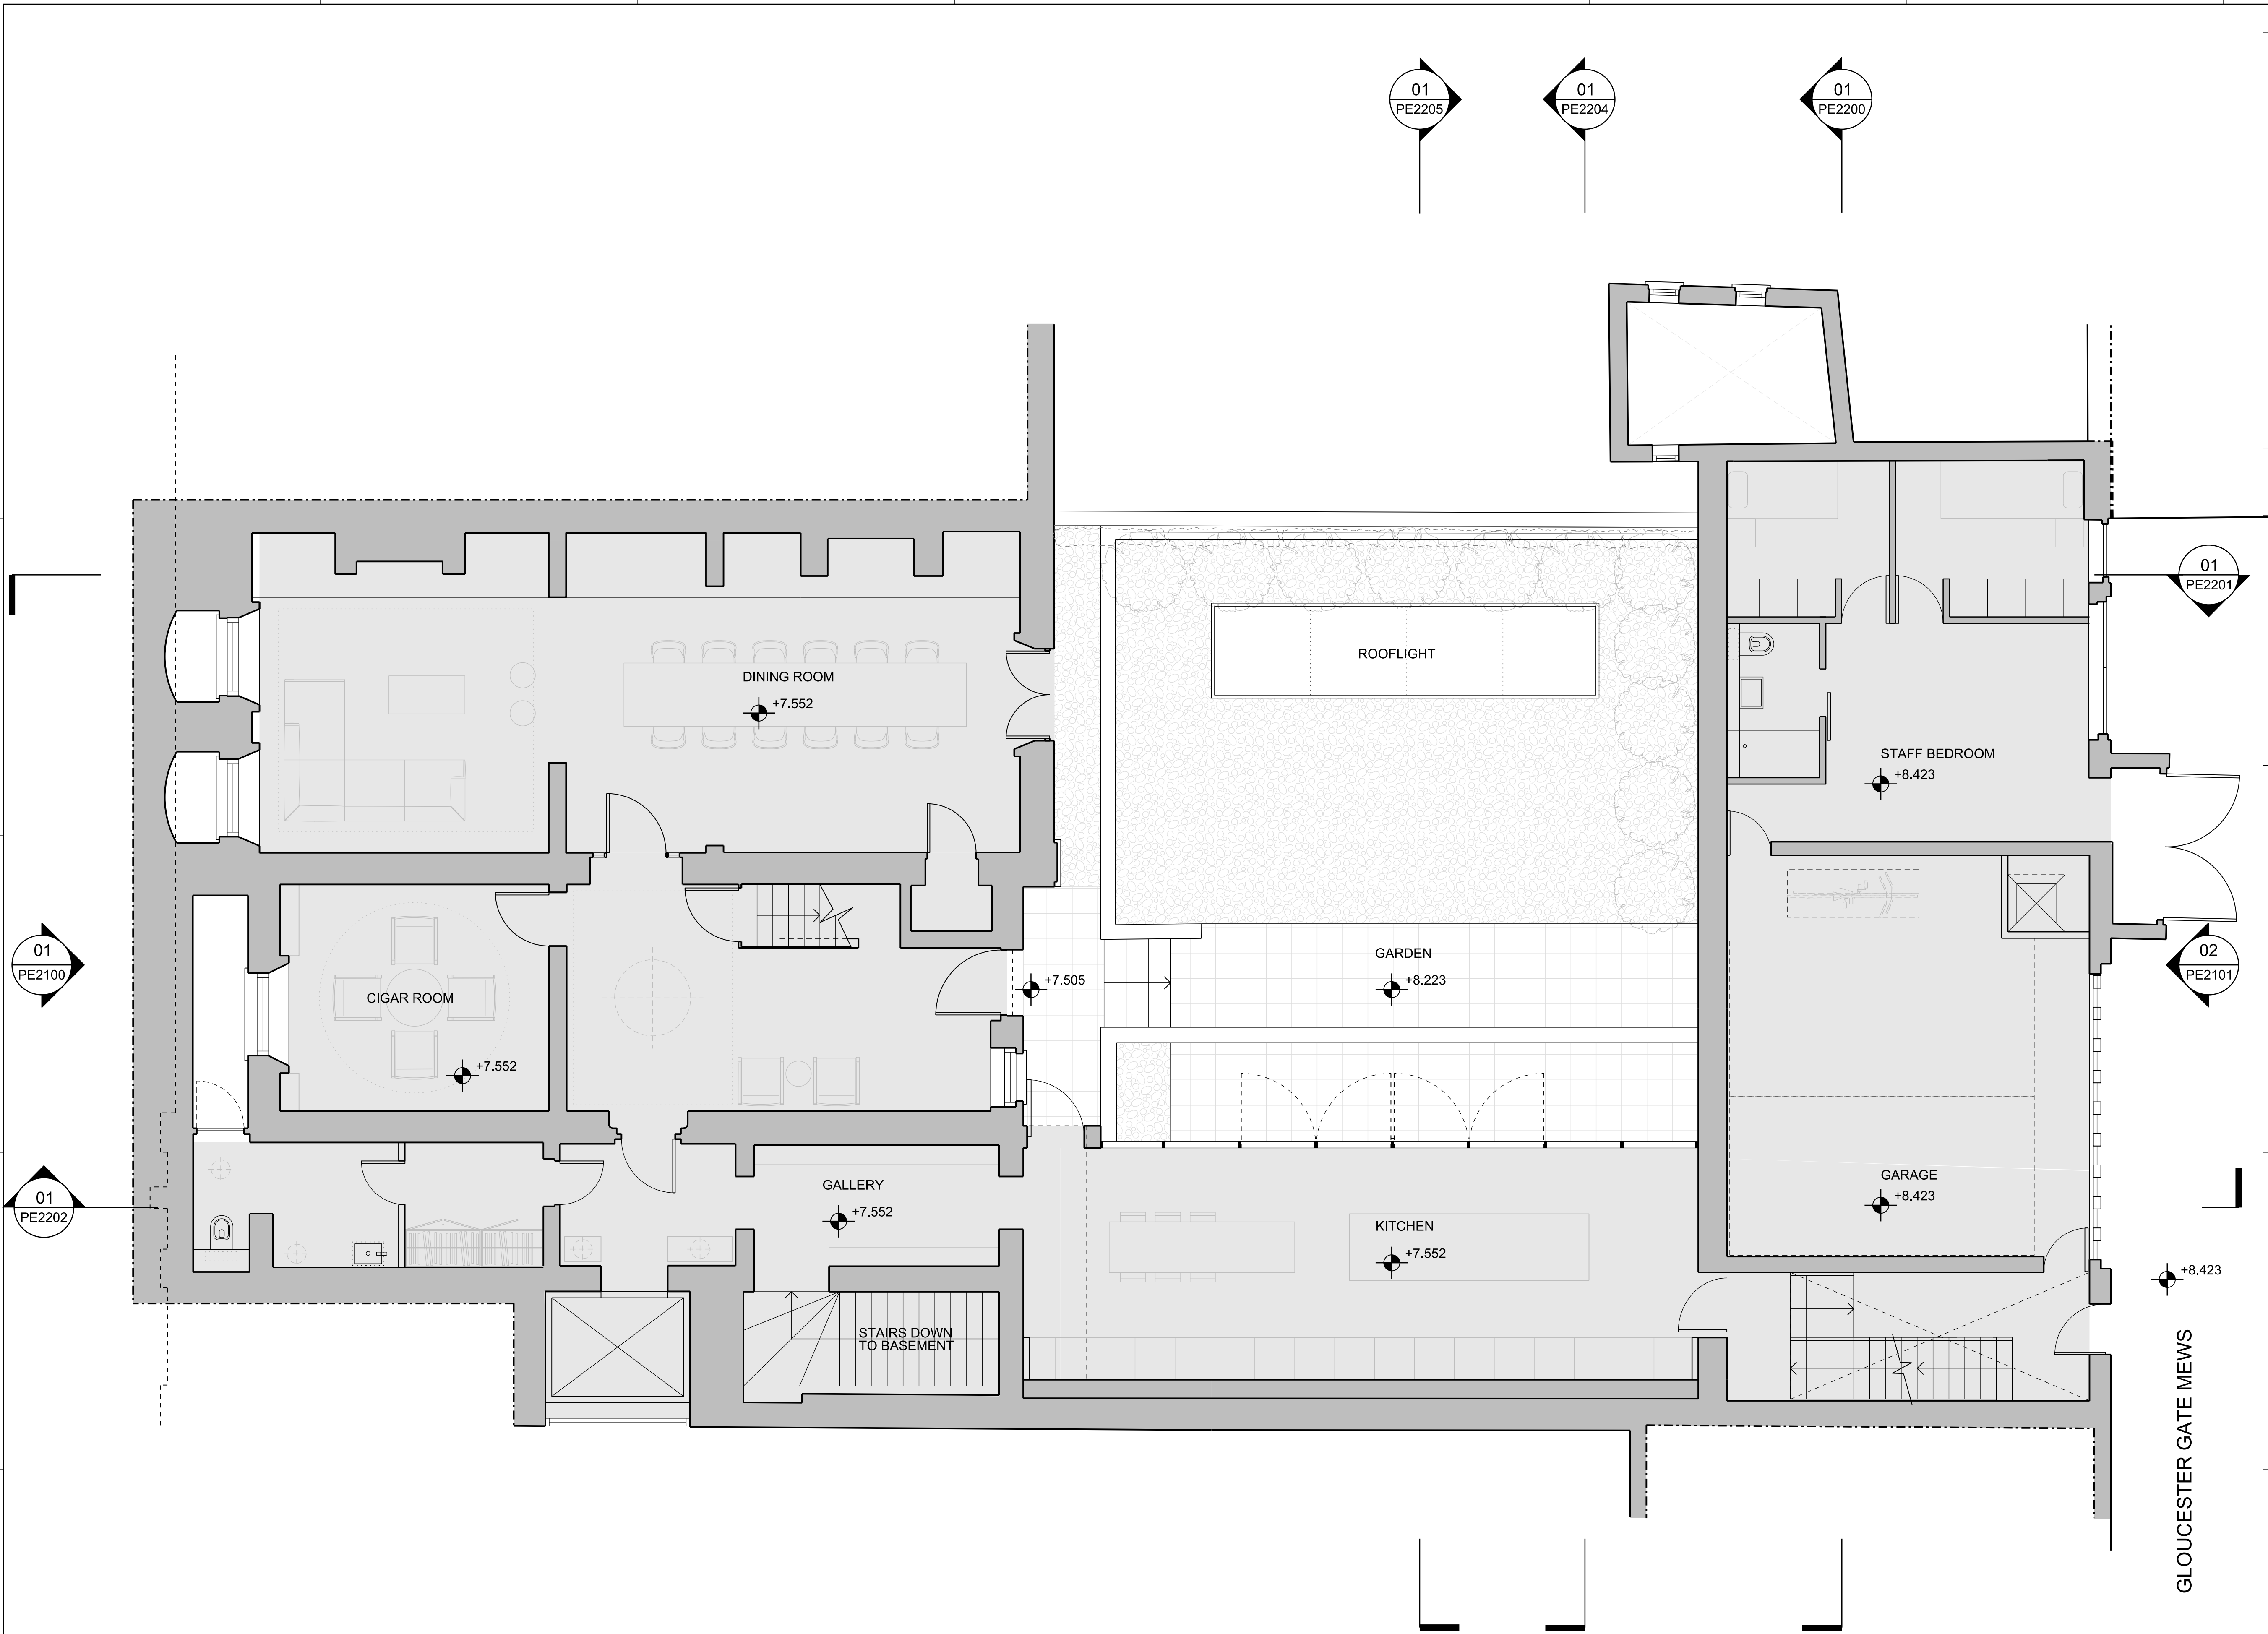 01
PE2205
01
PE2204
01
PE2200
01
PE2201
ROOFLIGHT
DINING ROOM
+7.552
STAFF BEDROOM
+8.423
01
PE2100
CIGAR ROOM
+7.552
+7.505
GARDEN
+8.223
02
PE2101
01
PE2202
GALLERY
+7.552
KITCHEN
+7.552
GARAGE
+8.423
+8.423
STAIRS DOWN
TO BASEMENT
GLOUCESTER GATE MEWS